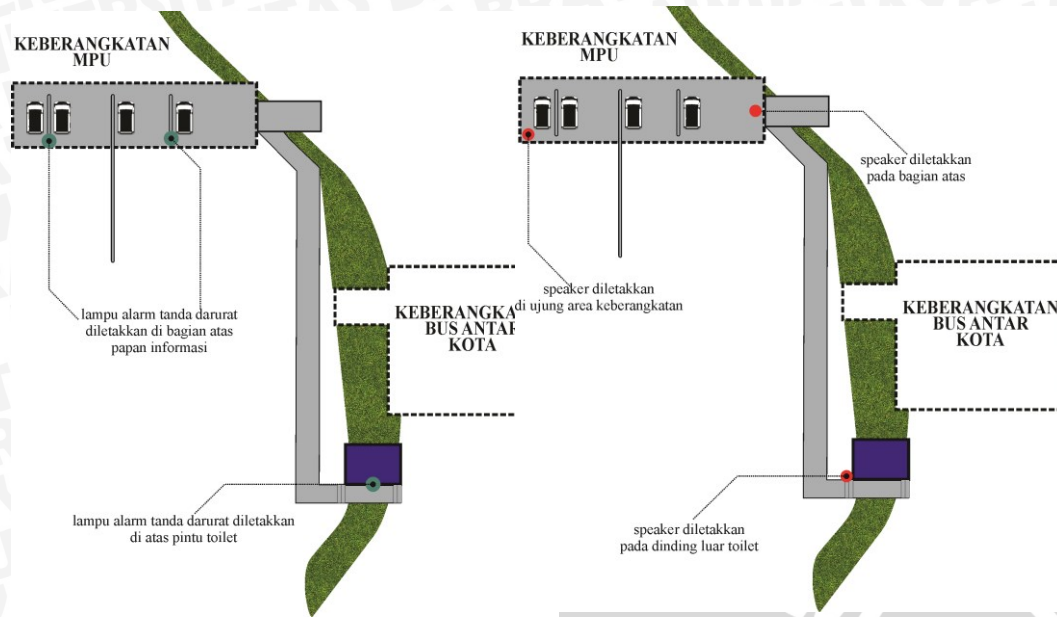 KEBERANGKATAN
MPU
lampu alarm tanda darurat
diletakkan di bagian atas
papan informasi
KEBERANGKA
BUS ANTAR
KOTA
lampu alarm tanda darurat diletakkan
di atas pintu toilet
KEBERANGKATAN
MPU
speaker diletakkan
pada bagian atas
speaker diletakkan
di ujung area keberangkatan
KEBERANGKATAN
BUS ANTAR
KOTA
speaker diletakkan
pada dinding luar toilet